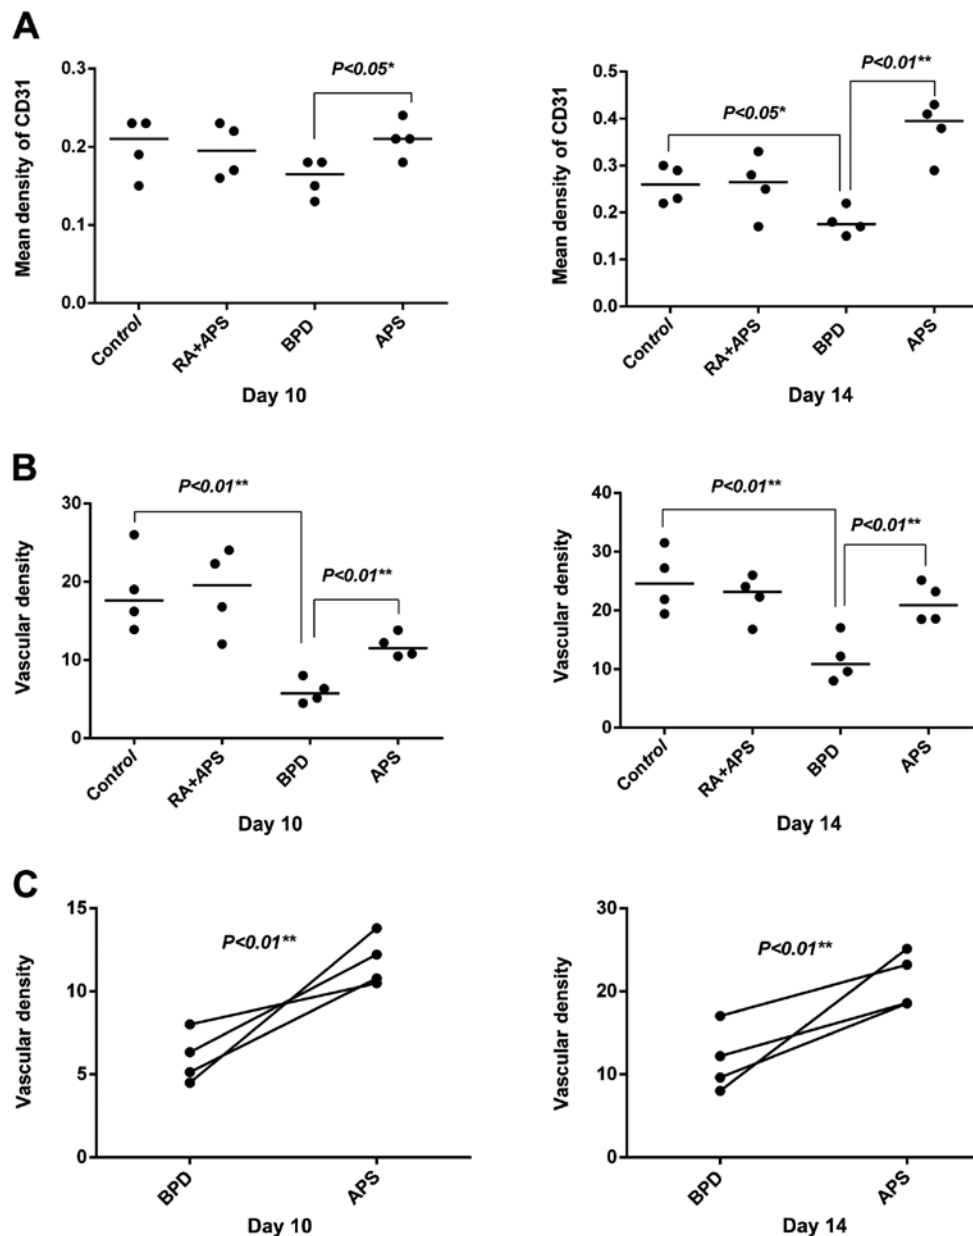 A
Mean density of CD31
0.3
0.2
0.1
0.0
P<0.05*
Control
RA+APS
BPD
APS
Day 10
Mean density of CD31
0.5
0.4
0.3
0.2
0.1
0.0
P<0.05*
P<0.01**
Control
RA+APS
BPD
APS
Day 14
B
Vascular density
30
20
10
0
P<0.01**
P<0.01**
Control
RA+APS
BPD
APS
Day 10
Vascular density
40
30
20
10
0
P<0.01**
P<0.01**
Control
RA+APS
BPD
APS
Day 14
C
Vascular density
15
10
5
0
P<0.01**
BPD
APS
Day 10
Vascular density
30
20
10
0
P<0.01**
BPD
APS
Day 14